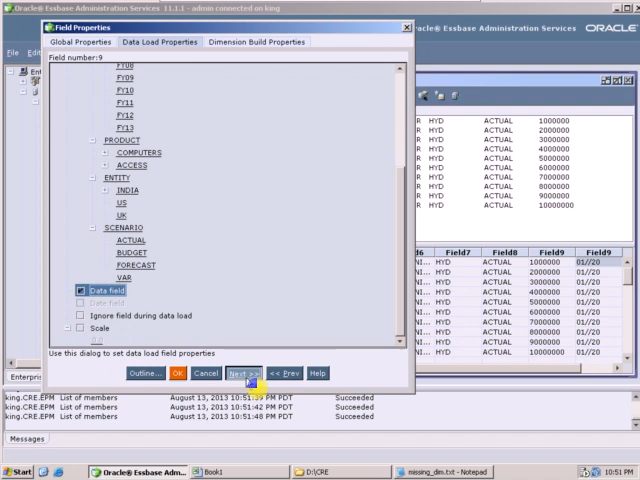 Oracle® Essbase Administration Services 11.1.1 - admin connected on king
Oracle® Essbase Administration Services
ORACLE
File Edit
Field Properties
Global Properties Data Load Properties Dimension Build Properties
Field number:9
FY08
FY09
FY10
FY11
FY12
FY13
PRODUCT
COMPUTERS
ACCESS
ENTITY
INDIA
US
UK
SCENARIO
ACTUAL
BUDGET
FORECAST
VAR
Data field
Date field
Ignore field during data load
Scale
0.0
Use this dialog to set data load field properties
Outline... OK Cancel Next >> << Prev Help
R HYD ACTUAL 1000000
R HYD ACTUAL 2000000
R HYD ACTUAL 3000000
R HYD ACTUAL 4000000
R HYD ACTUAL 5000000
R HYD ACTUAL 6000000
R HYD ACTUAL 7000000
R HYD ACTUAL 8000000
R HYD ACTUAL 9000000
R HYD ACTUAL 10000000
Field7 Field8 Field9 Field9
NI... HYD ACTUAL 1000000 01//20
NI... HYD ACTUAL 2000000 01//20
NI... HYD ACTUAL 3000000 01//20
NI... HYD ACTUAL 4000000 01//20
NI... HYD ACTUAL 5000000 01//20
NI... HYD ACTUAL 6000000 01//20
NI... HYD ACTUAL 7000000 01//20
NI... HYD ACTUAL 8000000 01//20
NI... HYD ACTUAL 9000000 01//20
Enterpris
king.CRE.EPM List of members August 13, 2013 10:51:39 PM PDT Succeeded
king.CRE.EPM List of members August 13, 2013 10:51:42 PM PDT Succeeded
king.CRE.EPM List of members August 13, 2013 10:51:48 PM PDT Succeeded
Messages
Start Oracle® Essbase Adm... Book1 D:\CRE missing_dim.txt - Notepad 10:51 PM